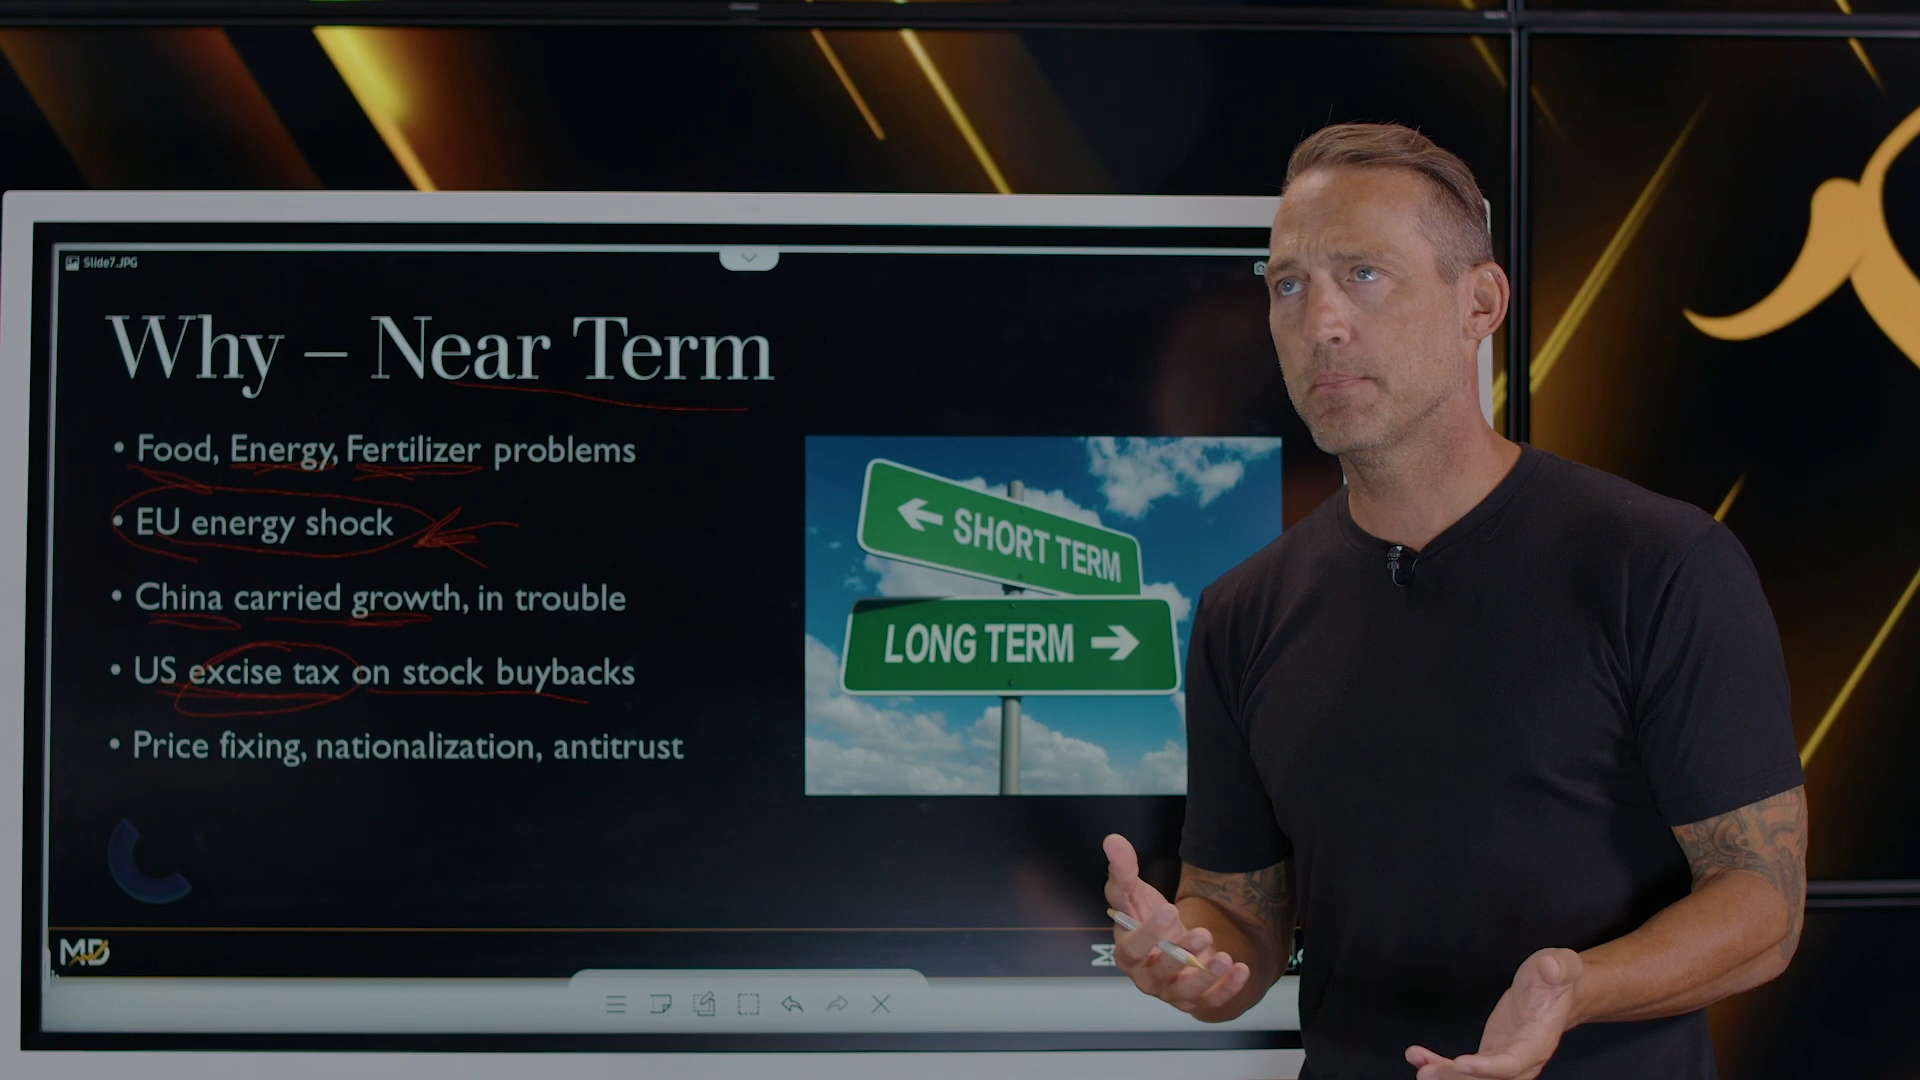 Slide7.JPG
Why – Near Term
• Food, Energy, Fertilizer problems
• EU energy shock
• China carried growth, in trouble
• US excise tax on stock buybacks
• Price fixing, nationalization, antitrust
SHORT TERM
LONG TERM
MD